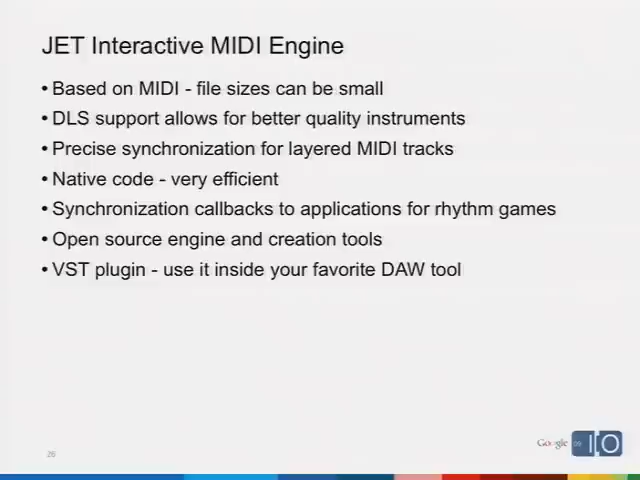 JET Interactive MIDI Engine
• Based on MIDI - file sizes can be small
• DLS support allows for better quality instruments
• Precise synchronization for layered MIDI tracks
• Native code - very efficient
• Synchronization callbacks to applications for rhythm games
• Open source engine and creation tools
• VST plugin - use it inside your favorite DAW tool
26
Google 09 IO